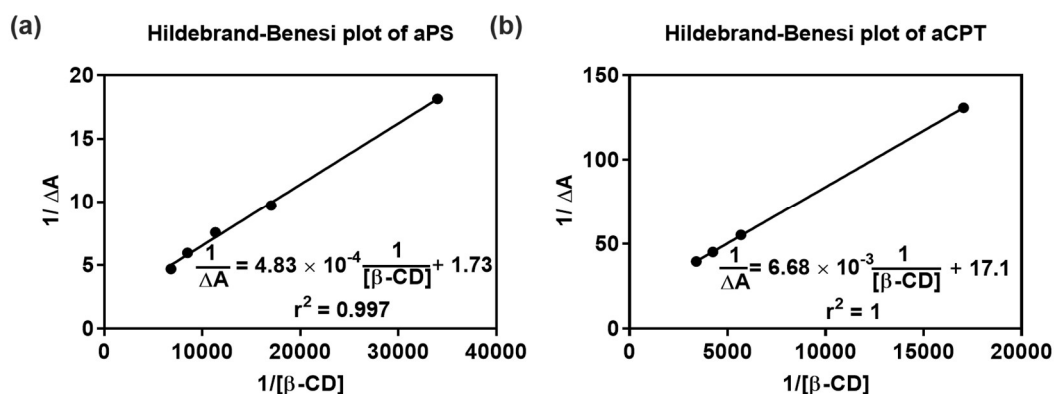 (a)
Hildebrand-Benesi plot of aPS
20
15
10
5
0
1/ ΔA
1/ΔA = 4.83 × 10⁻⁴ 1/[β-CD] + 1.73
r² = 0.997
0 10000 20000 30000 40000
1/[β-CD]
(b)
Hildebrand-Benesi plot of aCPT
150
100
50
0
1/ ΔA
1/ΔA = 6.68 × 10⁻³ 1/[β-CD] + 17.1
r² = 1
0 5000 10000 15000 20000
1/[β-CD]